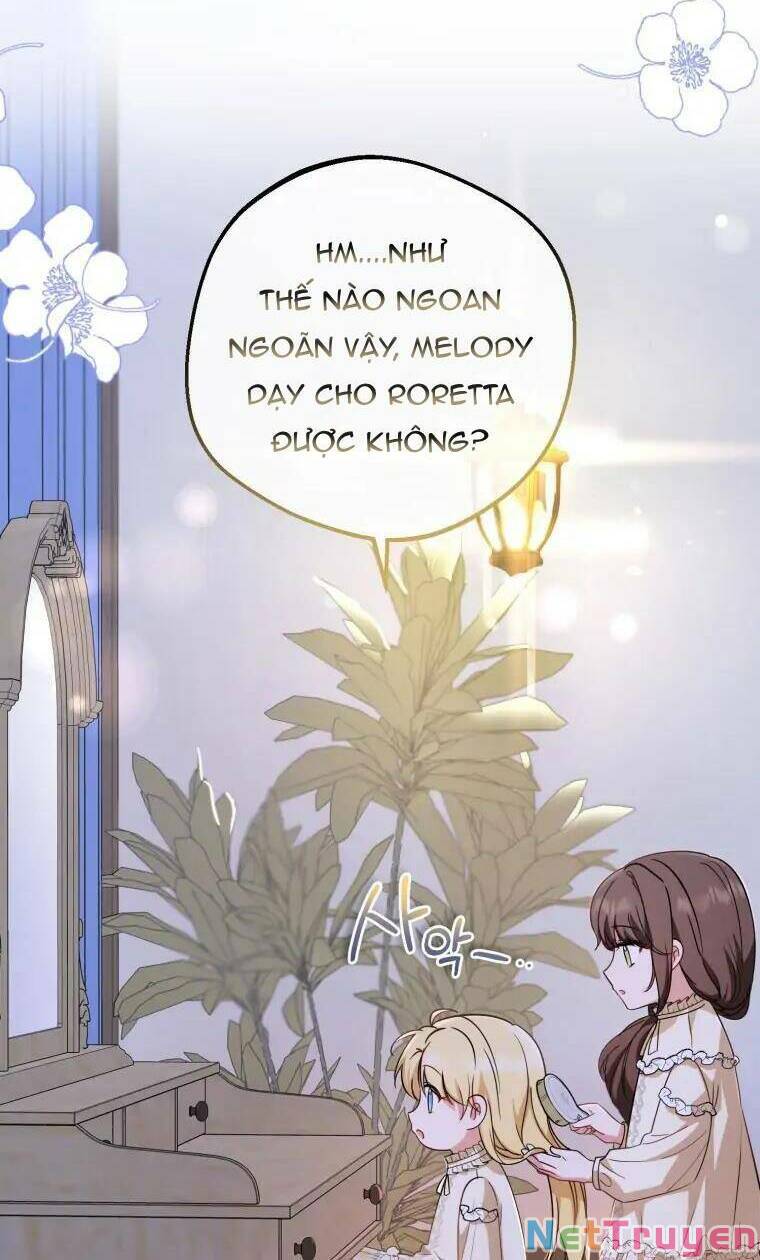 HM....NHƯ
THẾ NÀO NGOAN
NGOÃN VẬY, MELODY
DẠY CHO RORETTA
ĐƯỢC KHÔNG?
사악~..
NetTruyen